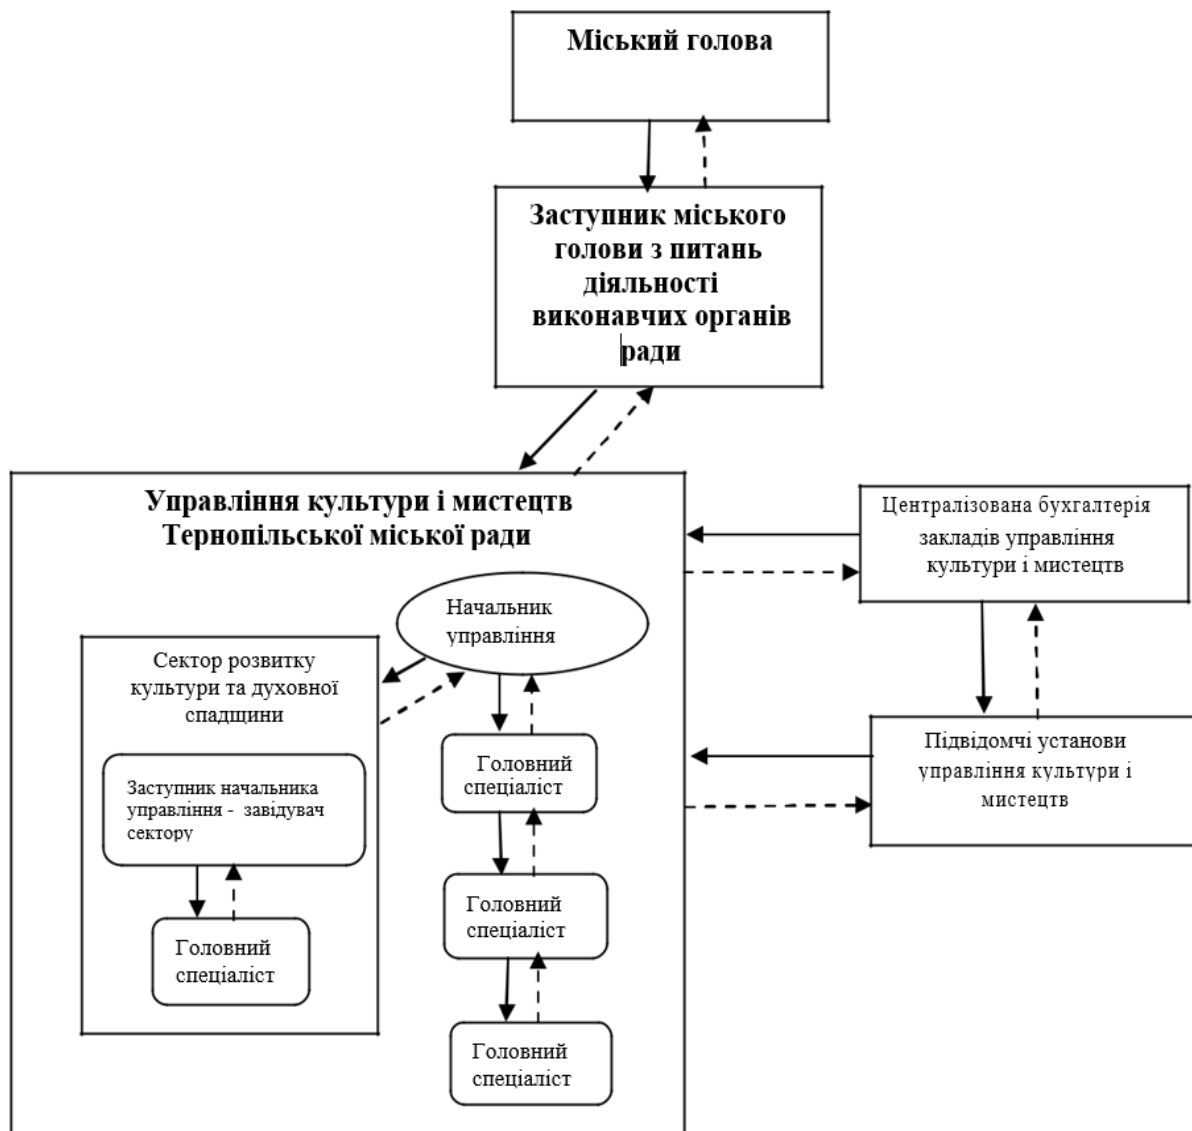 Міський голова
Заступник міського
голови з питань
діяльності
виконавчих органів
ради
Управління культури і мистецтв
Тернопільської міської ради
Централізована бухгалтерія
закладів управління
культури і мистецтв
Начальник
управління
Сектор розвитку
культури та духовної
спадщини
Підвідомчі установи
управління культури і
мистецтв
Головний
спеціаліст
Заступник начальника
управління - завідувач
сектору
Головний
спеціаліст
Головний
спеціаліст
Головний
спеціаліст